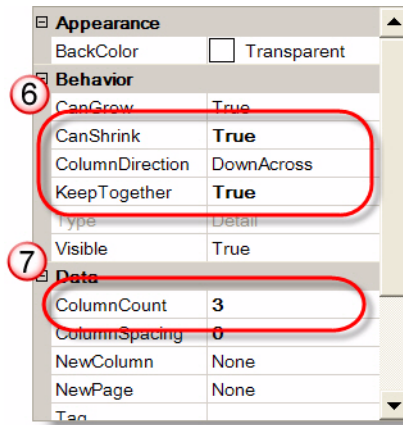 Appearance
BackColor Transparent
Behavior
6
CanGrow True
CanShrink True
ColumnDirection DownAcross
KeepTogether True
Type Detail
Visible True
7
Data
ColumnCount 3
ColumnSpacing 0
NewColumn None
NewPage None
Tag